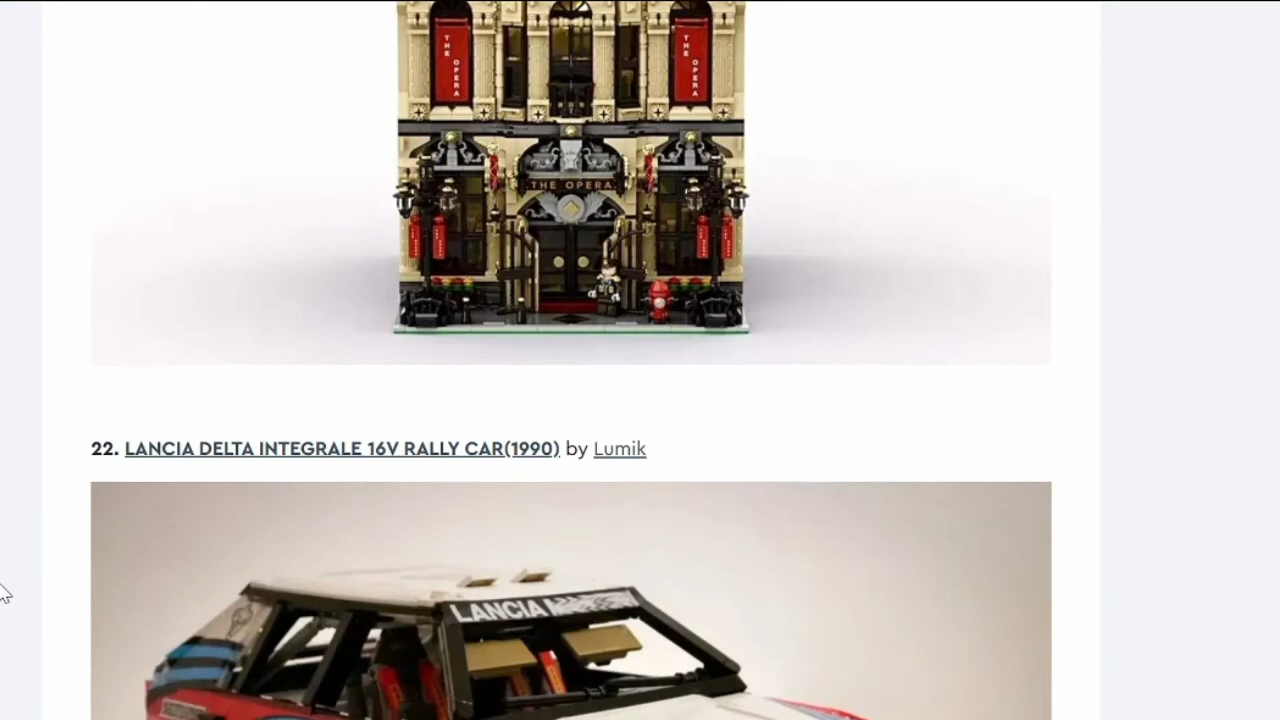 THE OPERA
THE OPERA
THE OPERA
22. LANCIA DELTA INTEGRALE 16V RALLY CAR(1990) by Lumik
LANCIA